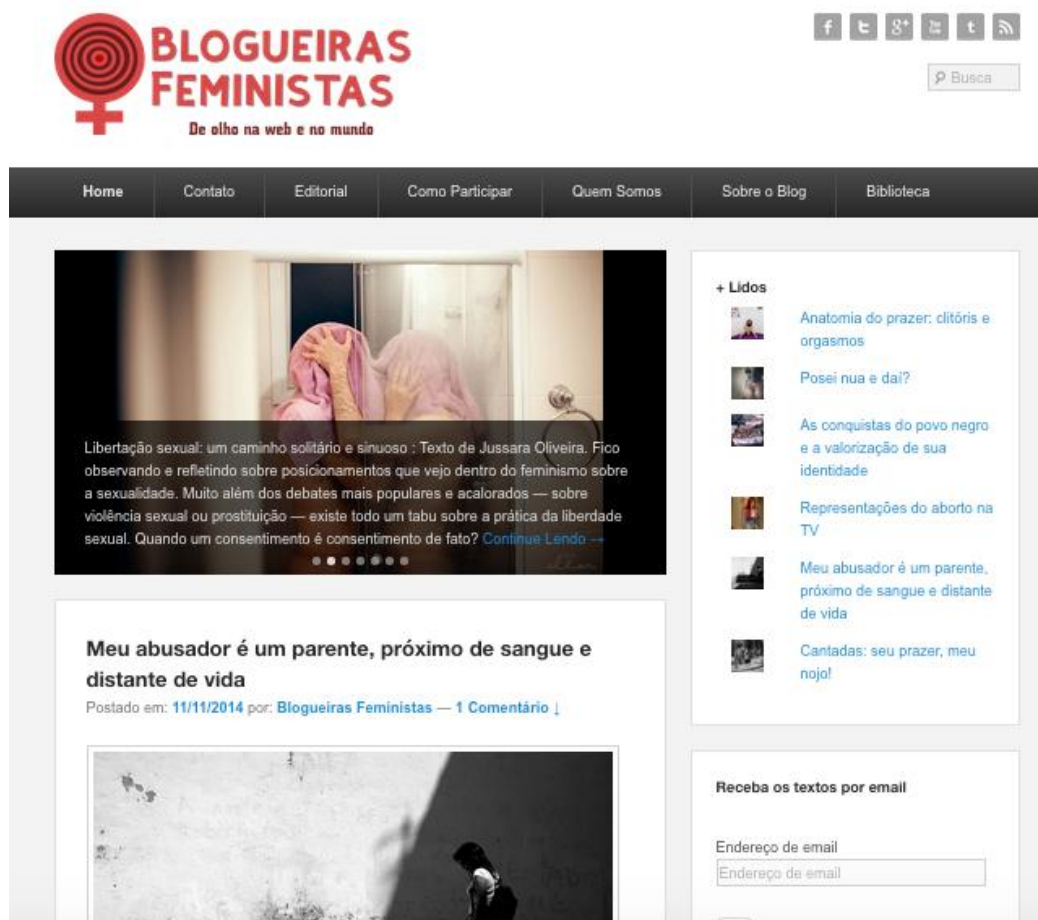 BLOGUEIRAS
FEMINISTAS
De olho na web e no mundo
Busca
Home Contato Editorial Como Participar Quem Somos Sobre o Blog Biblioteca
Libertação sexual: um caminho solitário e sinuoso : Texto de Jussara Oliveira. Fico
observando e refletindo sobre posicionamentos que vejo dentro do feminismo sobre
a sexualidade. Muito além dos debates mais populares e acalorados — sobre
violência sexual ou prostituição — existe todo um tabu sobre a prática da liberdade
sexual. Quando um consentimento é consentimento de fato? Continue Lendo →
Meu abusador é um parente, próximo de sangue e
distante de vida
Postado em: 11/11/2014 por: Blogueiras Feministas — 1 Comentário ↓
+ Lidos
Anatomia do prazer: clitóris e
orgasmos
Posei nua e daí?
As conquistas do povo negro
e a valorização de sua
identidade
Representações do aborto na
TV
Meu abusador é um parente,
próximo de sangue e distante
de vida
Cantadas: seu prazer, meu
nojo!
Receba os textos por email
Endereço de email
Endereço de email